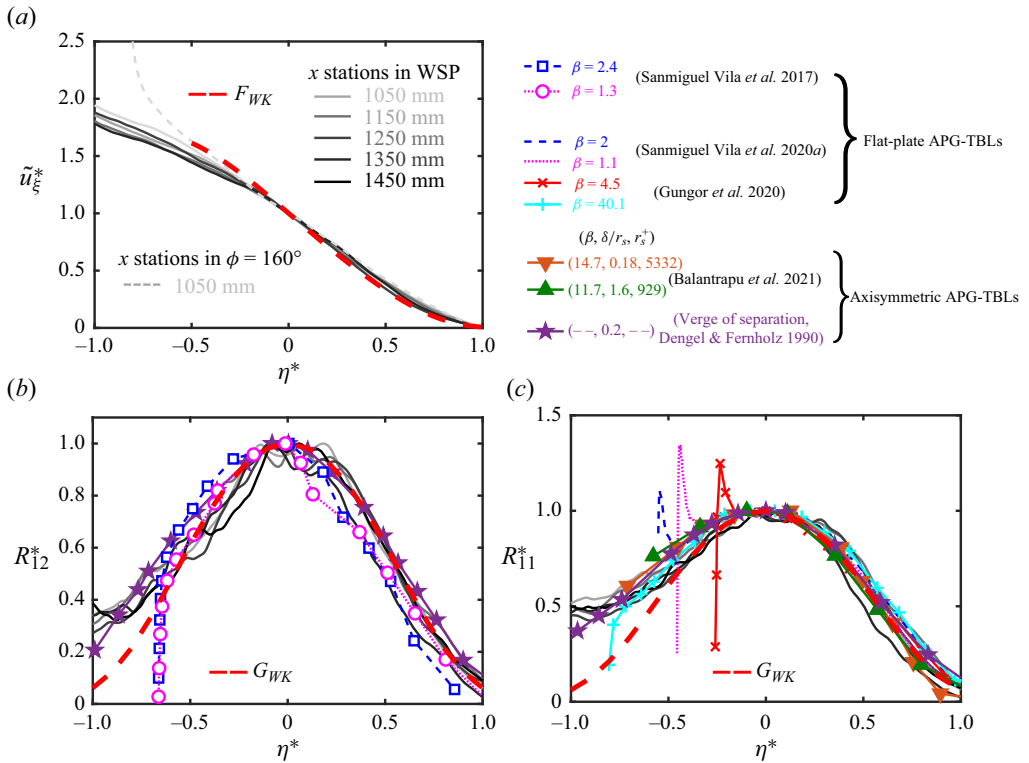 (a)
2.5
2.0
1.5
1.0
0.5
0
ũ*ξ
F_WK
x stations in WSP
1050 mm
1150 mm
1250 mm
1350 mm
1450 mm
x stations in ϕ = 160°
1050 mm
−1.0 −0.5 0 0.5 1.0
η*
β = 2.4
β = 1.3
(Sanmiguel Vila et al. 2017)
β = 2
β = 1.1
(Sanmiguel Vila et al. 2020a)
β = 4.5
β = 40.1
(Gungor et al. 2020)
Flat-plate APG-TBLs
(β, δ/r_s, r_s^+)
(14.7, 0.18, 5332)
(11.7, 1.6, 929)
(Balantrapu et al. 2021)
(−−, 0.2, −−)
(Verge of separation,
Dengel & Fernholz 1990)
Axisymmetric APG-TBLs
(b)
1.0
0.8
0.6
0.4
0.2
0
R*12
G_WK
−1.0 −0.5 0 0.5 1.0
η*
(c)
1.5
1.0
0.5
0
R*11
G_WK
−1.0 −0.5 0 0.5 1.0
η*